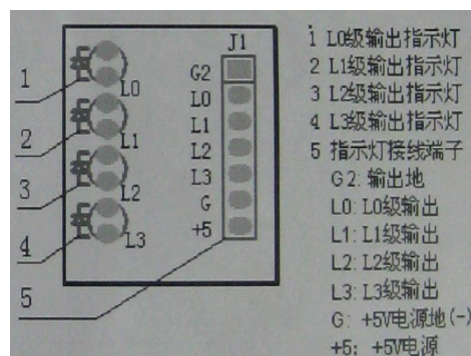 J1
1
2
3
4
5
L0
L1
L2
L3
G2
L0
L1
L2
L3
G
+5
1 L0级输出指示灯
2 L1级输出指示灯
3 L2级输出指示灯
4 L3级输出指示灯
5 指示灯接线端子
G2: 输出地
L0: L0级输出
L1: L1级输出
L2: L2级输出
L3: L3级输出
G: +5V电源地(-)
+5: +5V电源